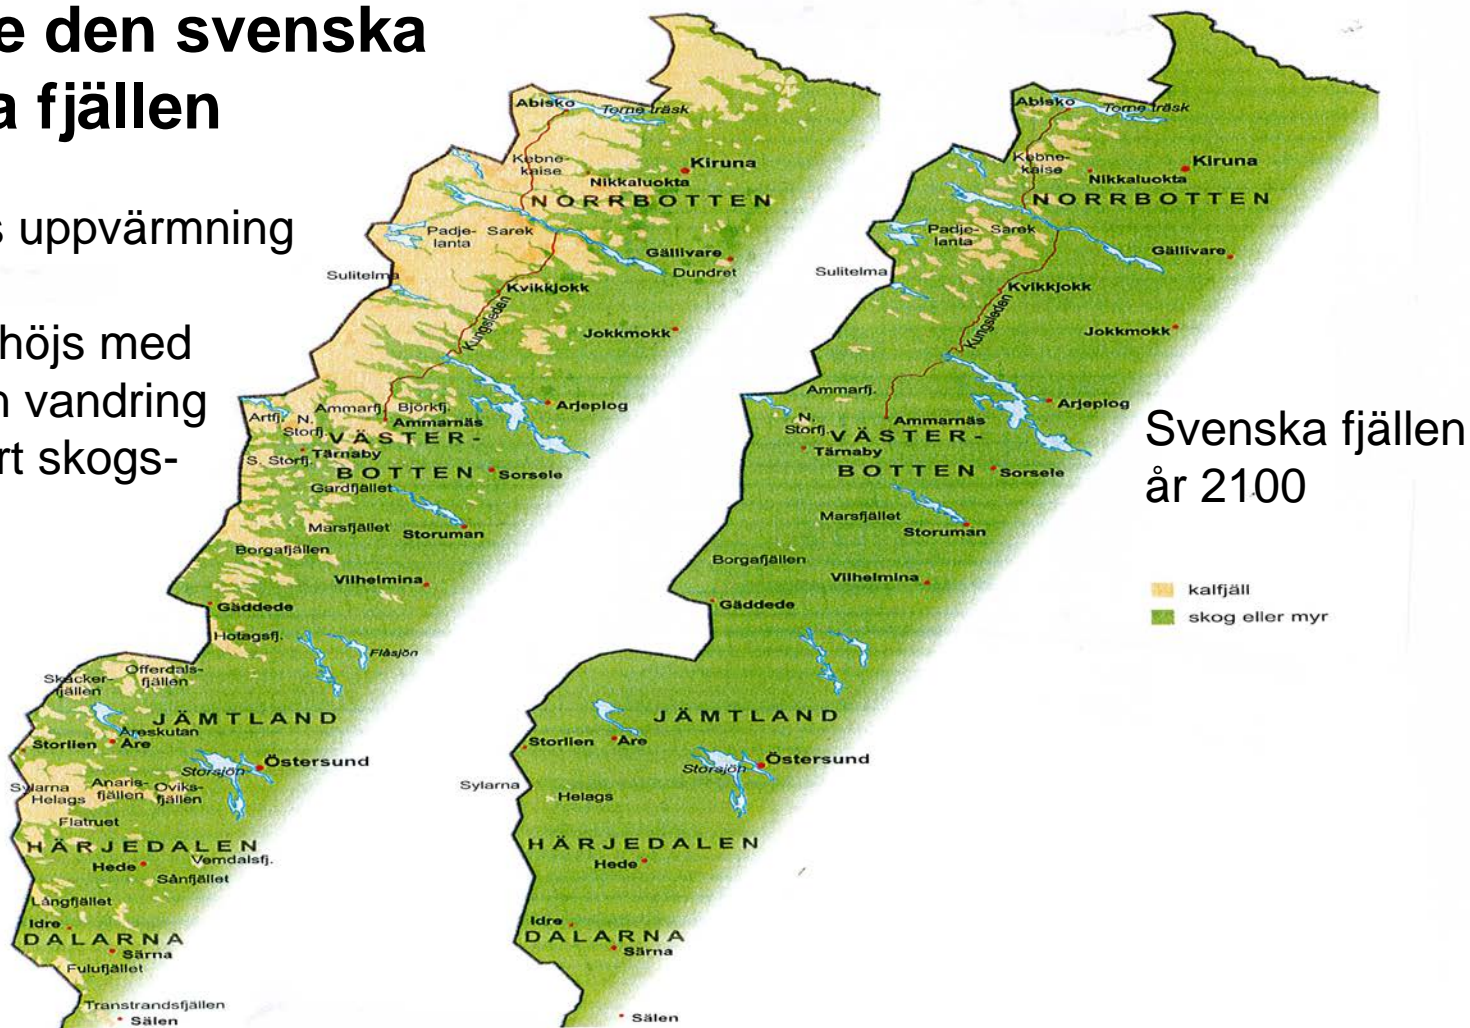 e den svenska
a fjällen
s uppvärmning
höjs med
n vandring
rt skogs-
Abisko
Torne träsk
Kebne-
kaise
Kiruna
Nikkaluokta
NORRBOTTEN
Padje-
lanta
Sarek
Gällivare
Dundret
Sulitelma
Kvikkjokk
Kungsleden
Jokkmokk
Artfj.
N.
Storfj.
Ammarfj.
Björkfj.
Ammarnäs
Arjeplog
VÄSTER-
BOTTEN
Tärnaby
S. Storfj.
Sorsele
Gardfjället
Marsfjället
Storuman
Borgafjällen
Vilhelmina
Gäddede
Hotagsfj.
Flåsjön
Offerdals-
fjällen
Skäcker-
fjällen
JÄMTLAND
Åreskutan
Storlien
Åre
Östersund
Storsjön
Sylarna
Helags
Anaris-
fjällen
Oviks-
fjällen
Flatruet
HÄRJEDALEN
Vemdalsfj.
Hede
Sånfjället
Långfjället
Idre
DALARNA
Särna
Fulufjället
Transtrandsfjällen
Sälen
Abisko
Torne träsk
Kebne-
kaise
Kiruna
Nikkaluokta
NORRBOTTEN
Padje-
lanta
Sarek
Gällivare
Sulitelma
Kvikkjokk
Kungsleden
Jokkmokk
Ammarfj.
N.
Storfj.
Ammarnäs
Arjeplog
VÄSTER-
BOTTEN
Tärnaby
Sorsele
Marsfjället
Storuman
Borgafjällen
Vilhelmina
Gäddede
JÄMTLAND
Storlien
Åre
Östersund
Storsjön
Sylarna
Helags
HÄRJEDALEN
Hede
Idre
DALARNA
Särna
Sälen
Svenska fjällen
år 2100
kalfjäll
skog eller myr